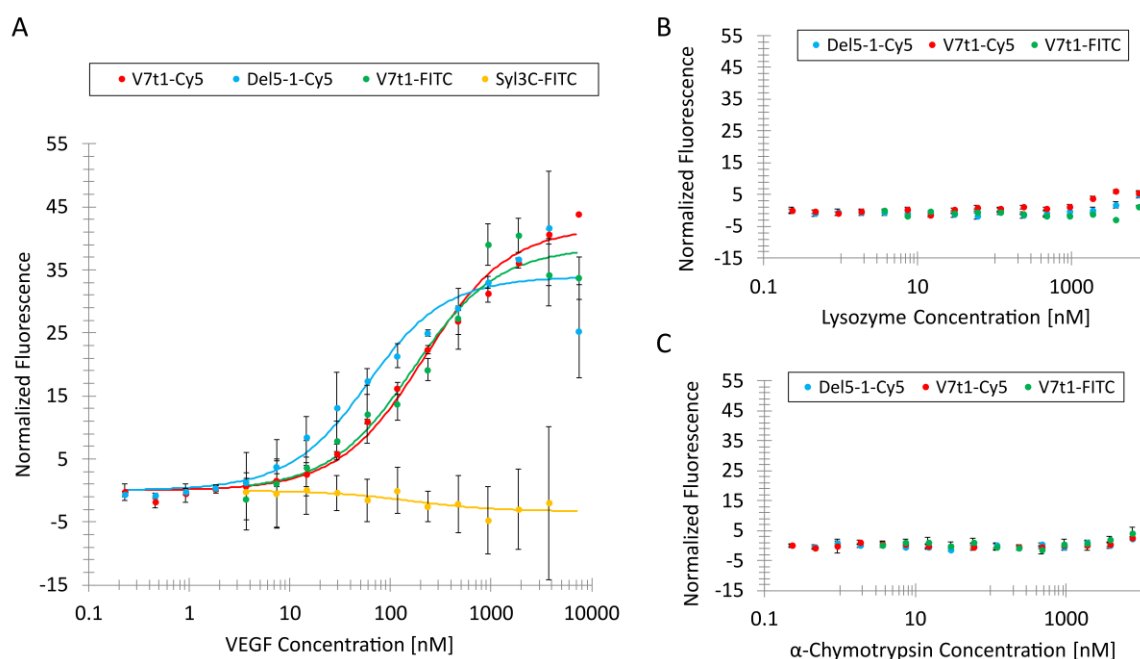 A
V7t1-Cy5 Del5-1-Cy5 V7t1-FITC Syl3C-FITC
Normalized Fluorescence
55
45
35
25
15
5
-5
-15
0.1 1 10 100 1000 10000
VEGF Concentration [nM]
B
Del5-1-Cy5 V7t1-Cy5 V7t1-FITC
Normalized Fluorescence
55
45
35
25
15
5
-5
-15
0.1 10 1000
Lysozyme Concentration [nM]
C
Del5-1-Cy5 V7t1-Cy5 V7t1-FITC
Normalized Fluorescence
55
45
35
25
15
5
-5
-15
0.1 10 1000
α-Chymotrypsin Concentration [nM]